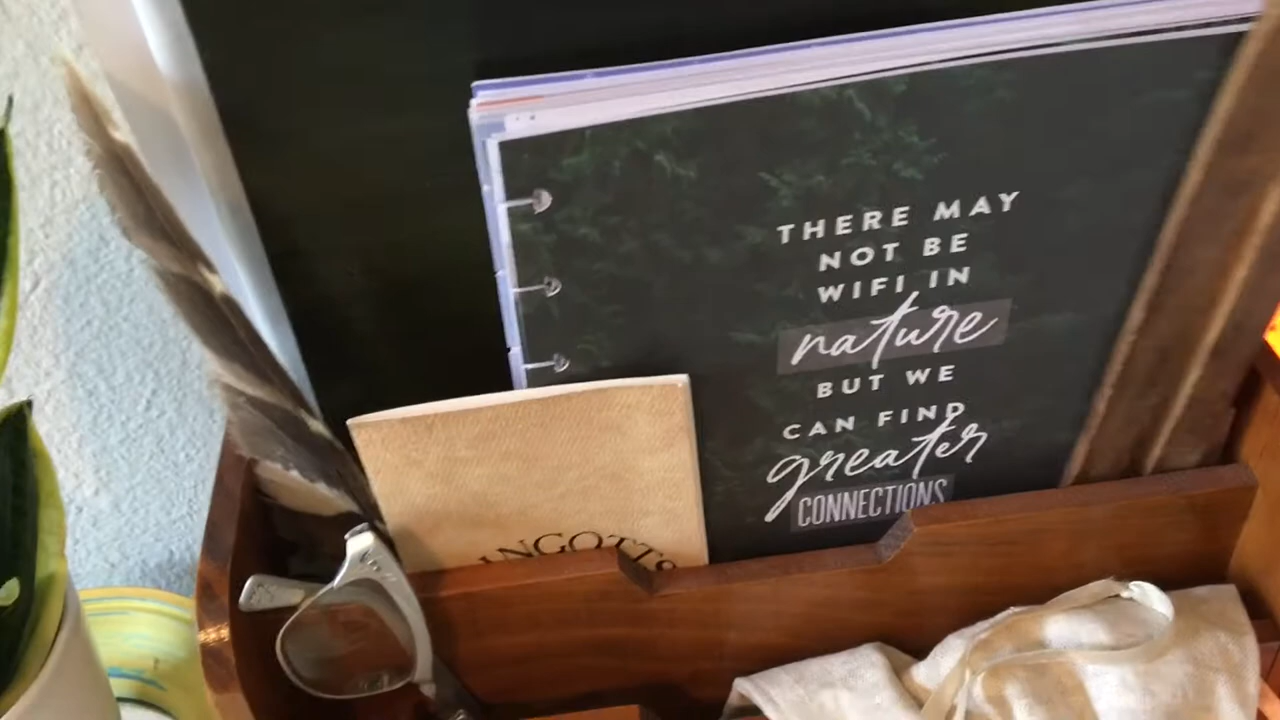 THERE MAY
NOT BE
WIFI IN
nature
BUT WE
CAN FIND
greater
CONNECTIONS